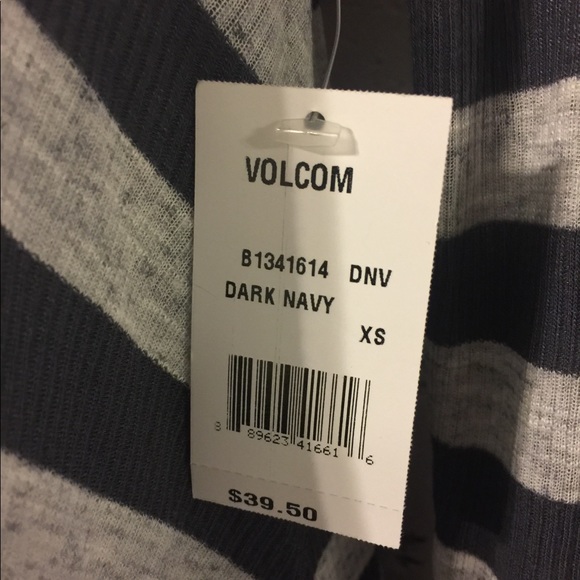 VOLCOM
B1341614 DNV
DARK NAVY
XS
8 89623 41661 6
$39.50